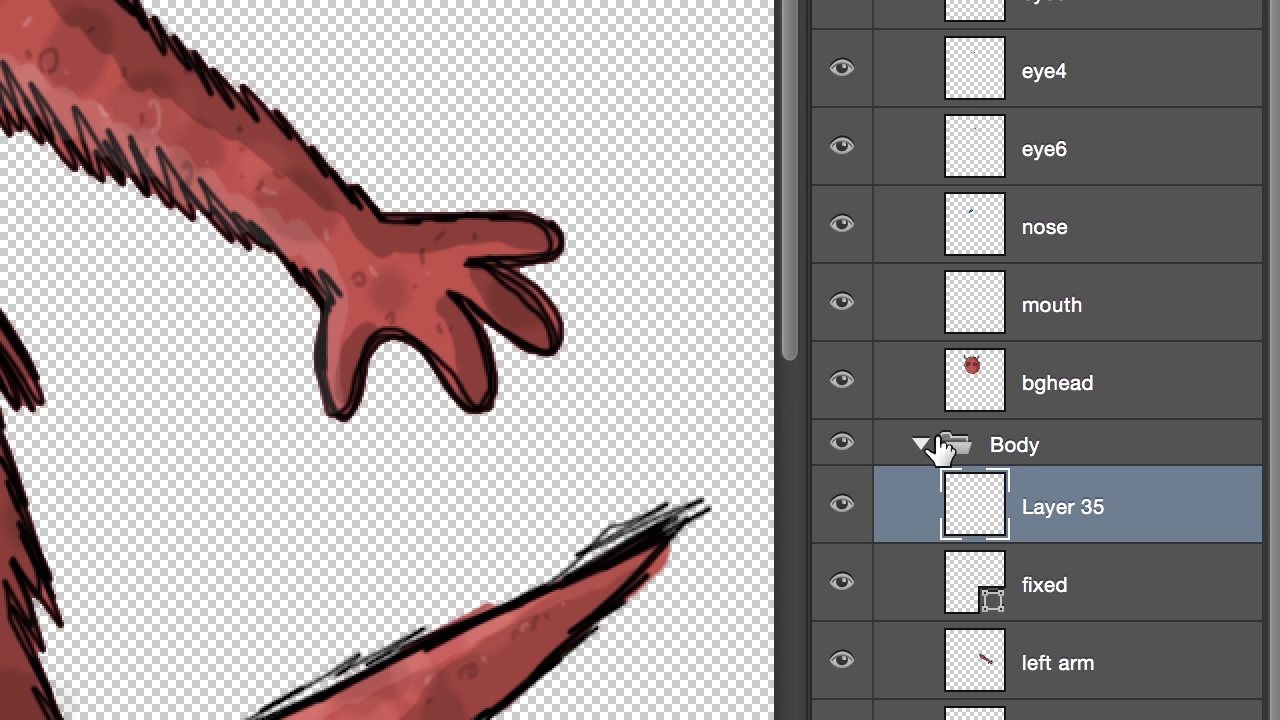 eye4
eye6
nose
mouth
bghead
Body
Layer 35
fixed
left arm